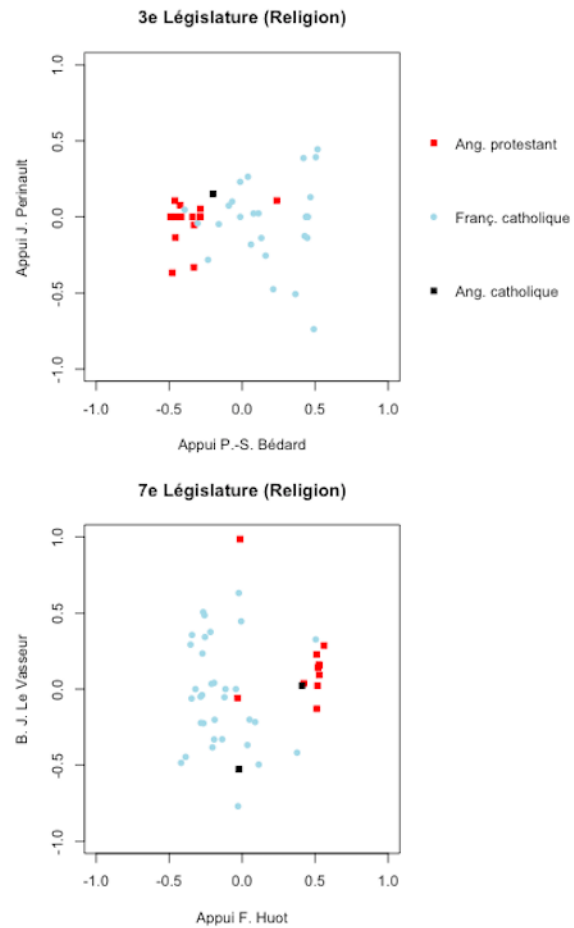 3e Législature (Religion)
1.0
0.5
0.0
-0.5
-1.0
Appui J. Perinault
-1.0 -0.5 0.0 0.5 1.0
Appui P.-S. Bédard
Ang. protestant
Franç. catholique
Ang. catholique
7e Législature (Religion)
1.0
0.5
0.0
-0.5
-1.0
B. J. Le Vasseur
-1.0 -0.5 0.0 0.5 1.0
Appui F. Huot